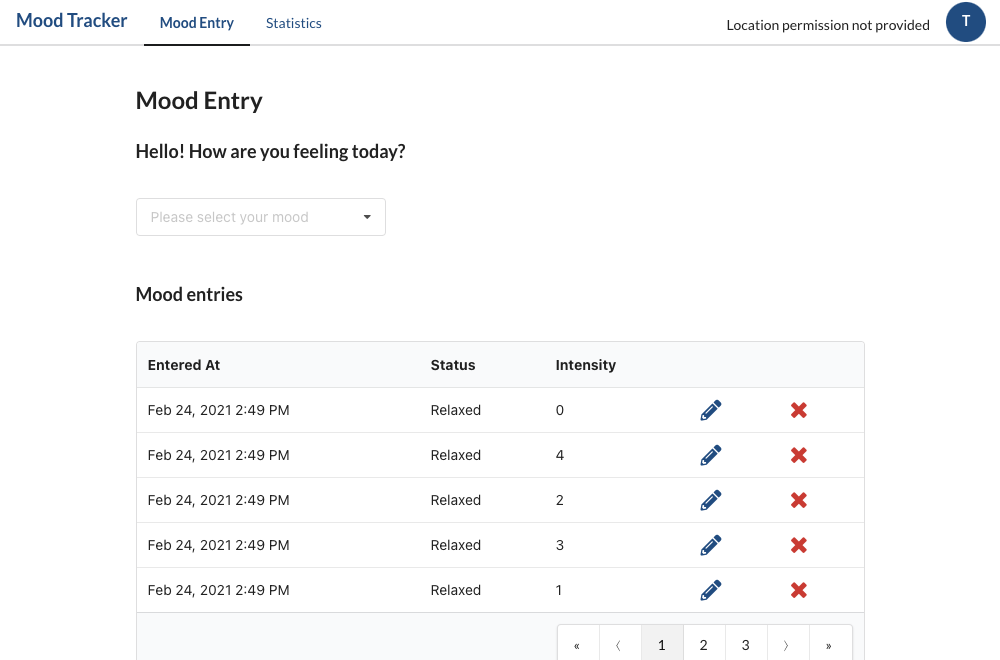 Mood Tracker Mood Entry Statistics Location permission not provided T
Mood Entry
Hello! How are you feeling today?
Please select your mood
Mood entries
Entered At Status Intensity
Feb 24, 2021 2:49 PM Relaxed 0
Feb 24, 2021 2:49 PM Relaxed 4
Feb 24, 2021 2:49 PM Relaxed 2
Feb 24, 2021 2:49 PM Relaxed 3
Feb 24, 2021 2:49 PM Relaxed 1
« ⟨ 1 2 3 ⟩ »